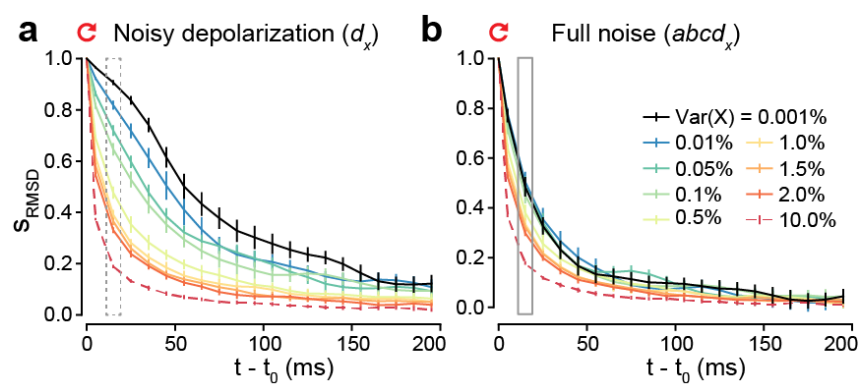 a Noisy depolarization (dₓ)
b Full noise (abcdₓ)
S_RMSD
1.0
0.8
0.6
0.4
0.2
0.0
0 50 100 150 200
t - t₀ (ms)
1.0
0.8
0.6
0.4
0.2
0.0
0 50 100 150 200
t - t₀ (ms)
Var(X) = 0.001%
0.01% 1.0%
0.05% 1.5%
0.1% 2.0%
0.5% 10.0%